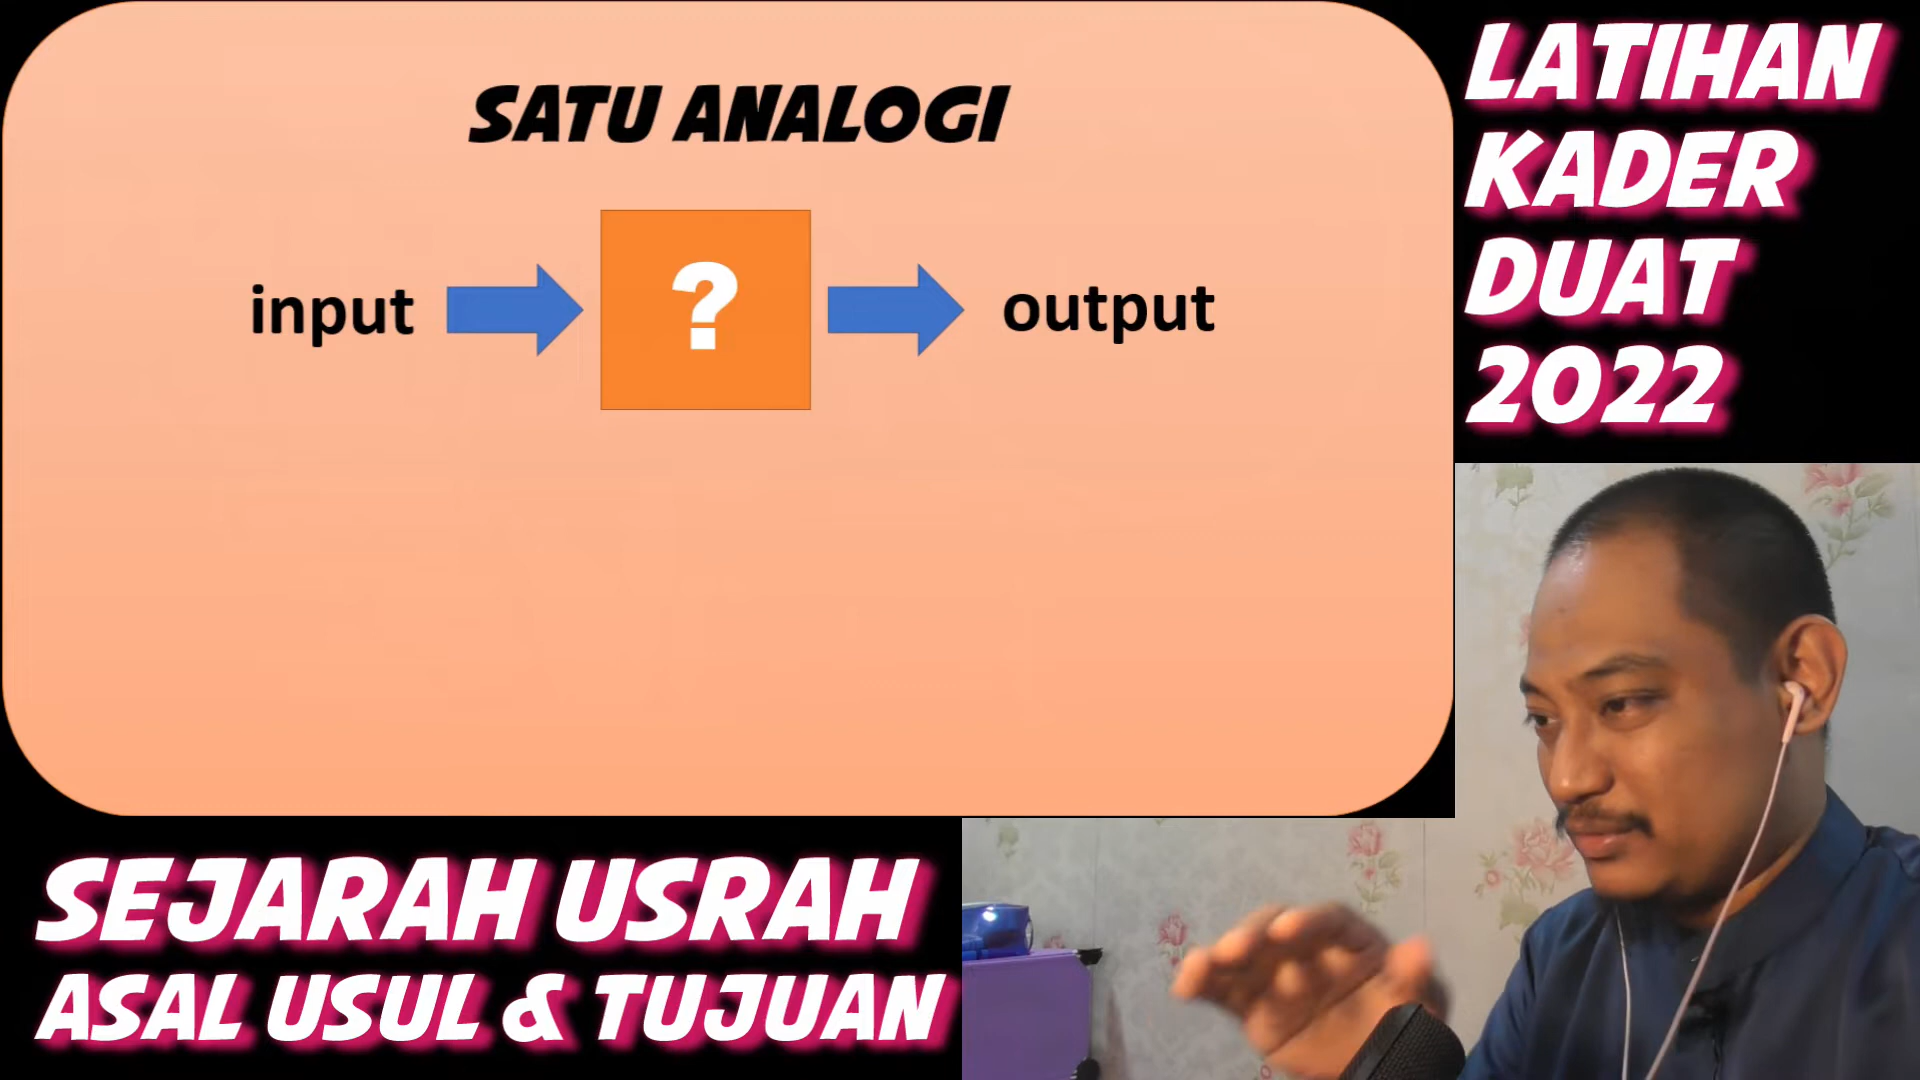 SATU ANALOGI
input ? output
LATIHAN
KADER
DUAT
2022
SEJARAH USRAH
ASAL USUL & TUJUAN